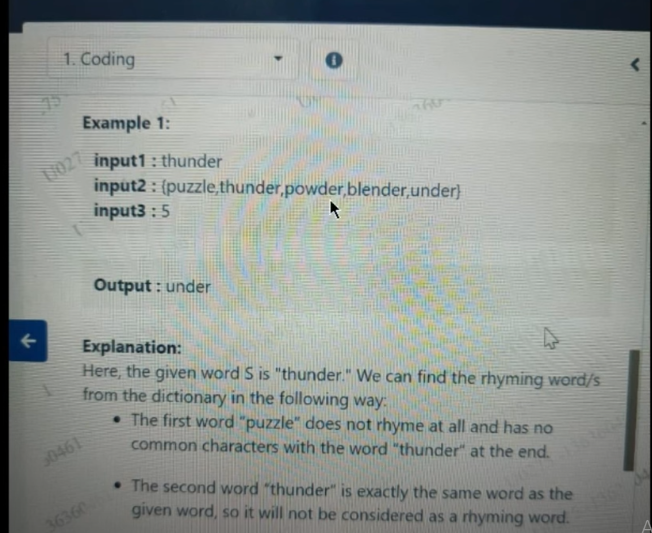 1. Coding
Example 1:
input1 : thunder
input2 : {puzzle,thunder,powder,blender,under}
input3 : 5
Output : under
Explanation:
Here, the given word S is "thunder." We can find the rhyming word/s
from the dictionary in the following way:
• The first word "puzzle" does not rhyme at all and has no
common characters with the word "thunder" at the end.
• The second word "thunder" is exactly the same word as the
given word, so it will not be considered as a rhyming word.